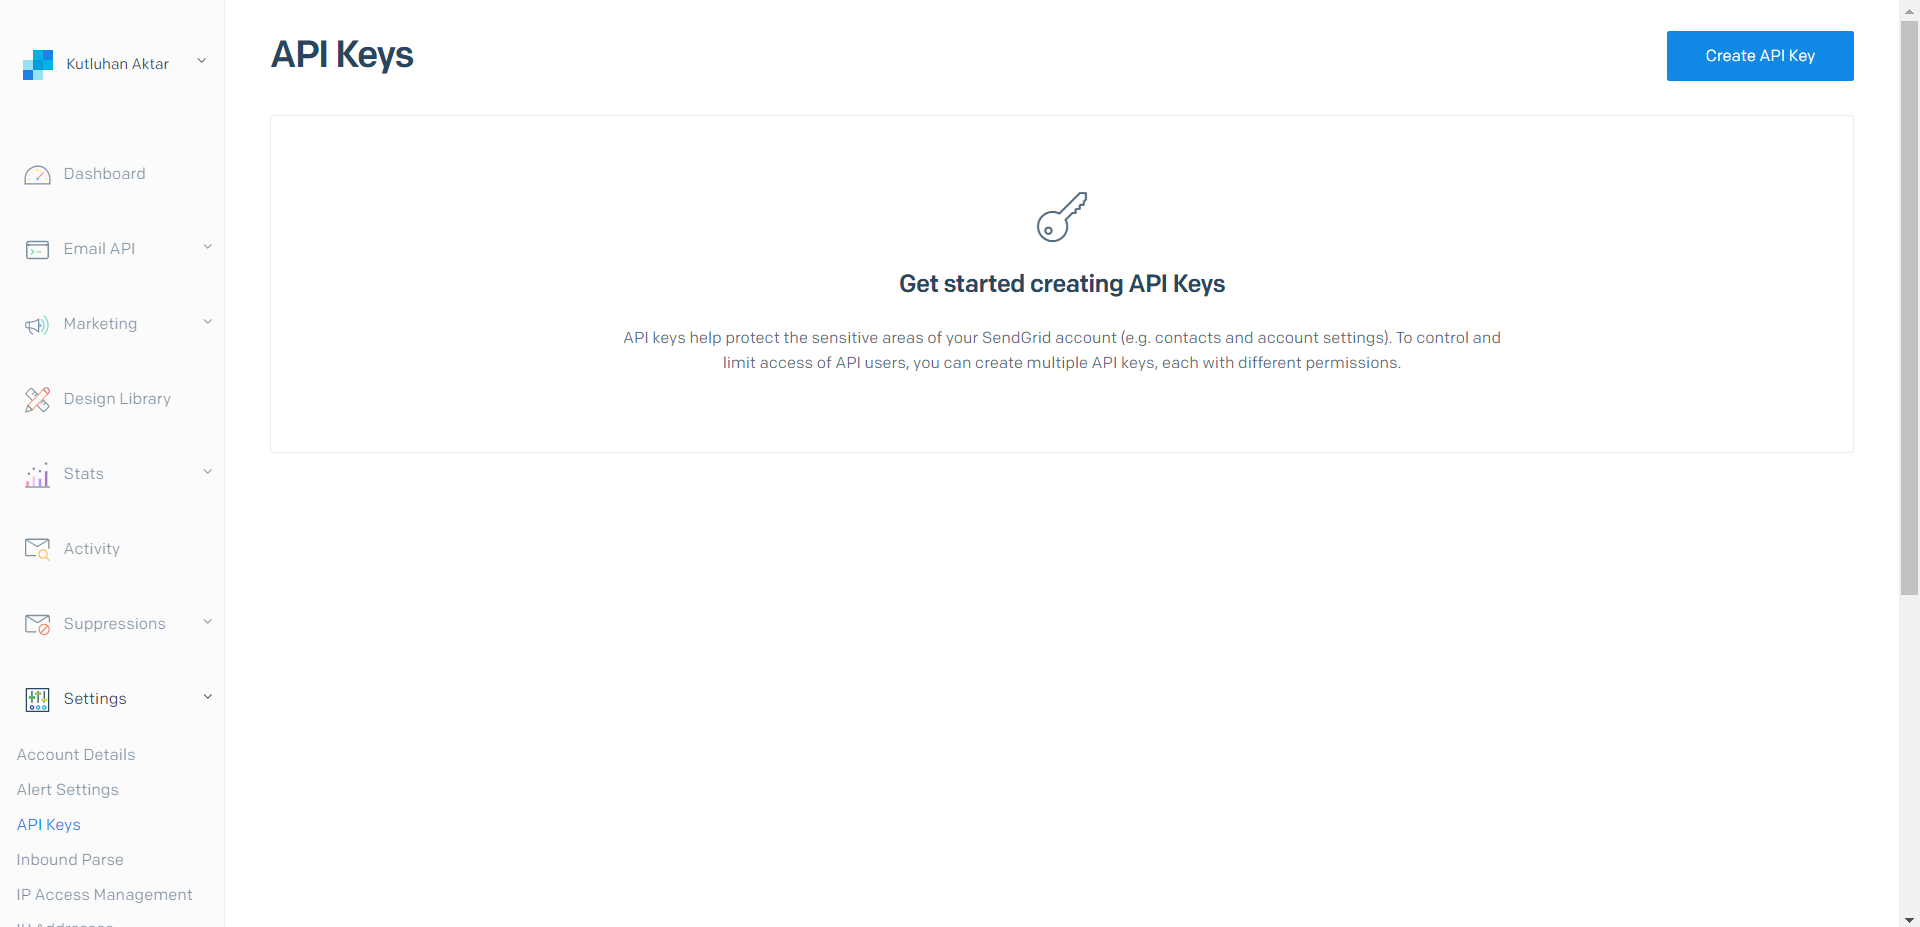 Kutluhan Aktar
Dashboard
Email API
Marketing
Design Library
Stats
Activity
Suppressions
Settings
Account Details
Alert Settings
API Keys
Inbound Parse
IP Access Management
IP Addresses
API Keys
Create API Key
Get started creating API Keys
API keys help protect the sensitive areas of your SendGrid account (e.g. contacts and account settings). To control and
limit access of API users, you can create multiple API keys, each with different permissions.